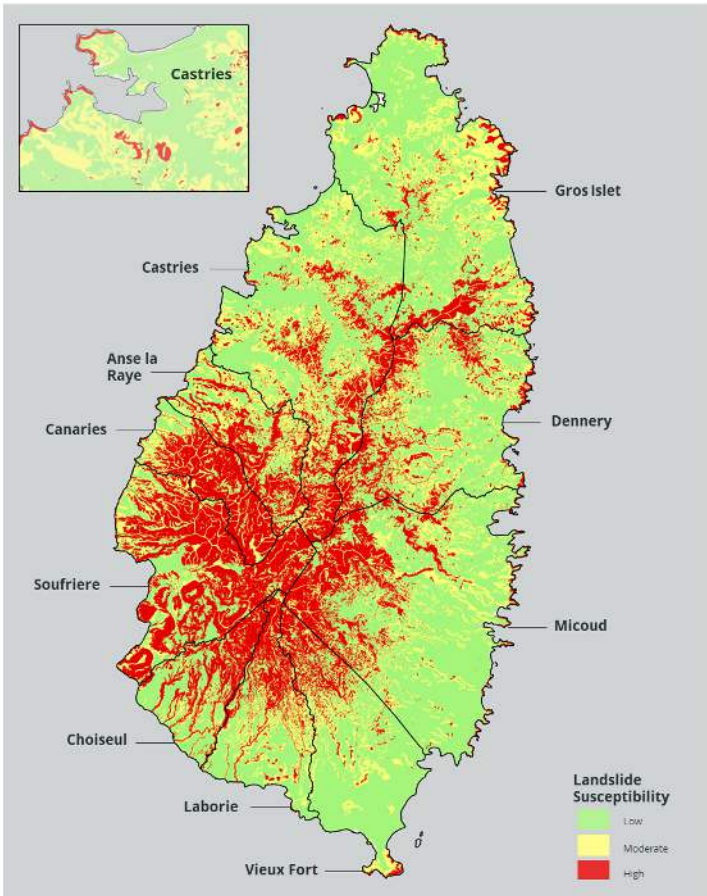 Castries
Gros Islet
Castries
Anse la
Raye
Canaries
Dennery
Soufriere
Micoud
Choiseul
Laborie
Vieux Fort
Landslide
Susceptibility
Low
Moderate
High